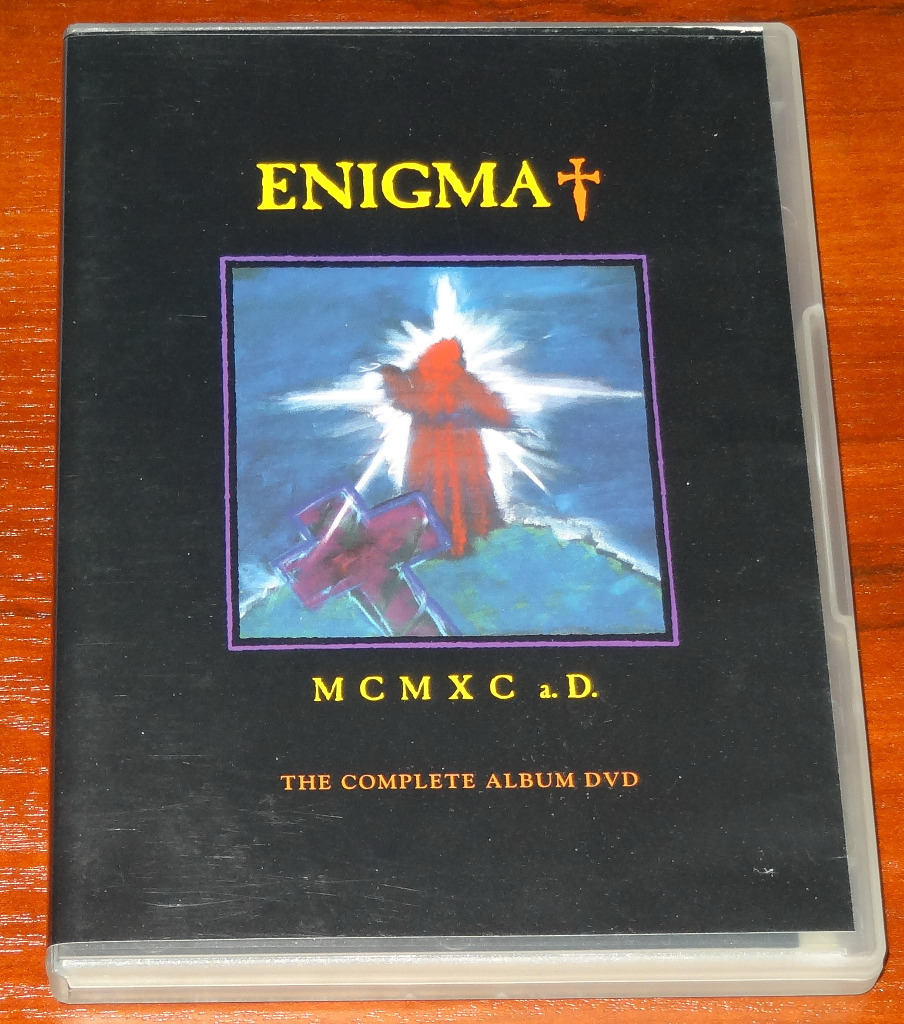 ENIGMA
MCMXC a.D.
THE COMPLETE ALBUM DVD